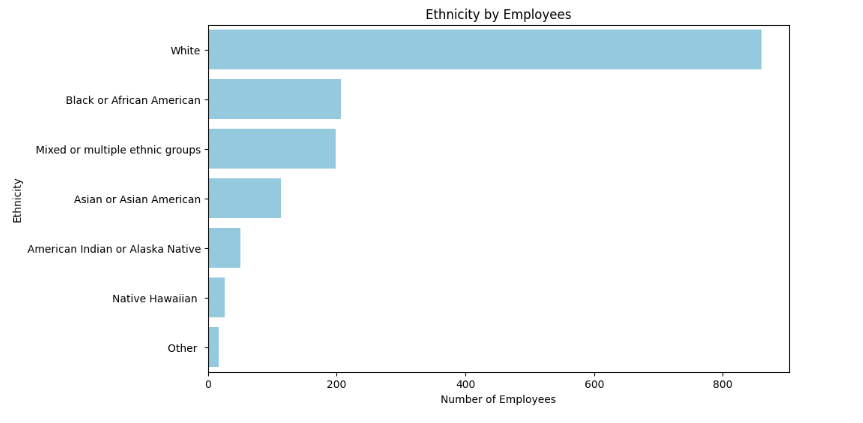 Ethnicity by Employees
White
Black or African American
Mixed or multiple ethnic groups
Asian or Asian American
American Indian or Alaska Native
Native Hawaiian
Other
Ethnicity
0 200 400 600 800
Number of Employees